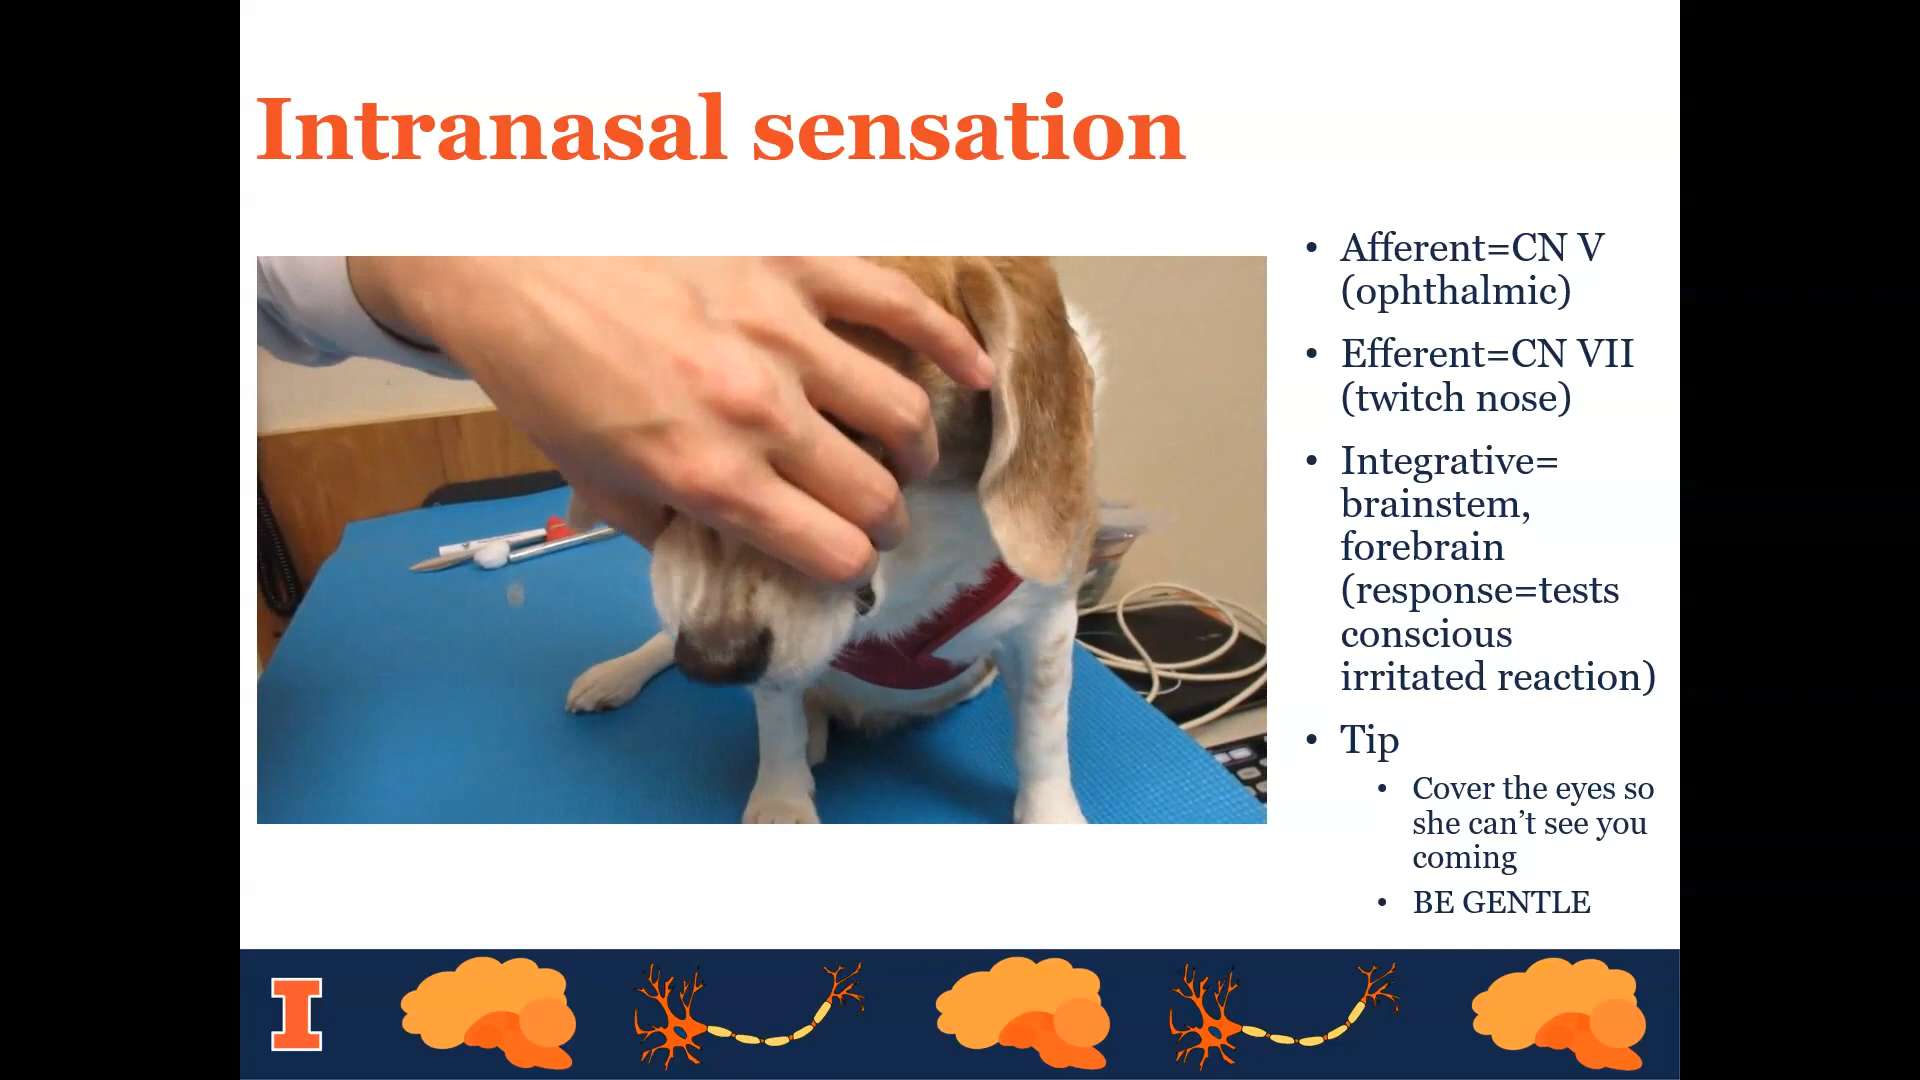 Intranasal sensation
• Afferent=CN V
(ophthalmic)
• Efferent=CN VII
(twitch nose)
• Integrative=
brainstem,
forebrain
(response=tests
conscious
irritated reaction)
• Tip
• Cover the eyes so
she can’t see you
coming
• BE GENTLE
I